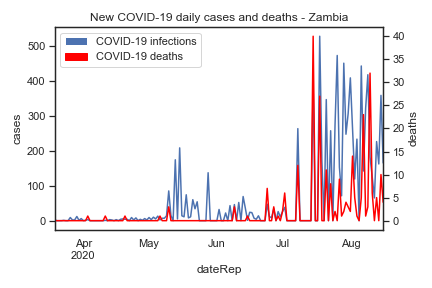 New COVID-19 daily cases and deaths - Zambia
COVID-19 infections
COVID-19 deaths
500
400
300
200
100
0
cases
40
35
30
25
20
15
10
5
0
deaths
Apr
2020
May
Jun
Jul
Aug
dateRep